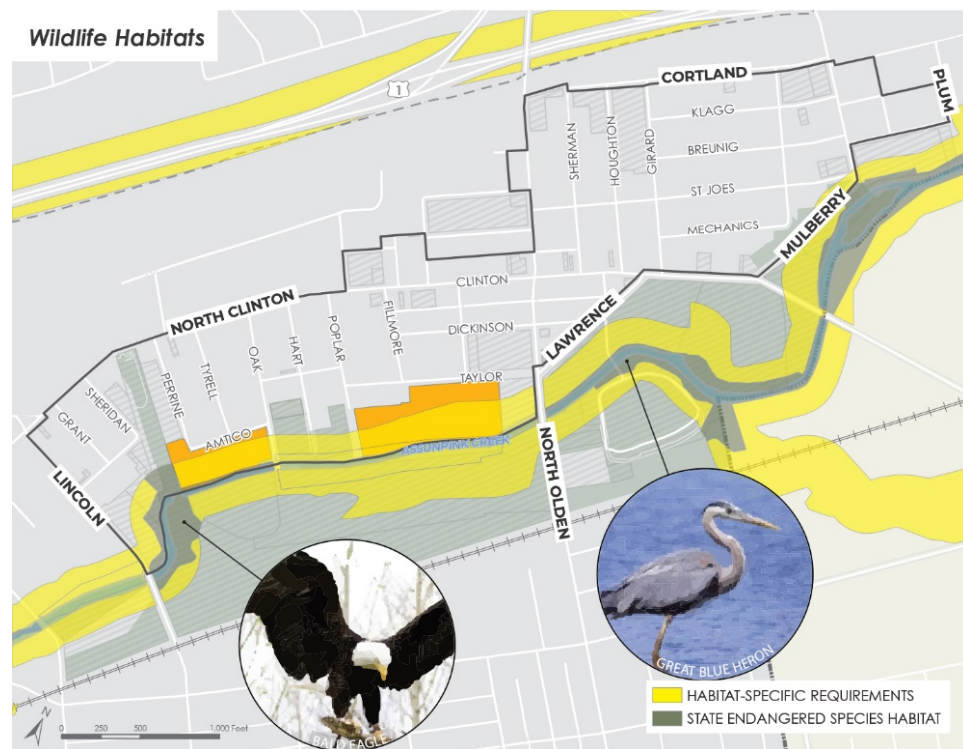 Wildlife Habitats
1
CORTLAND
PLUM
KLAGG
SHERMAN
HOUGHTON
GIRARD
BREUNIG
ST JOES
MECHANICS
MULBERRY
NORTH CLINTON
CLINTON
FILLMORE
POPLAR
HART
OAK
TYRELL
PERRINE
DICKINSON
LAWRENCE
TAYLOR
SHERIDAN
GRANT
AMTICO
ASSUNPINK CREEK
LINCOLN
NORTH OLDEN
GREAT BLUE HERON
BALD EAGLE
HABITAT-SPECIFIC REQUIREMENTS
STATE ENDANGERED SPECIES HABITAT
N
0 250 500 1,000 Feet